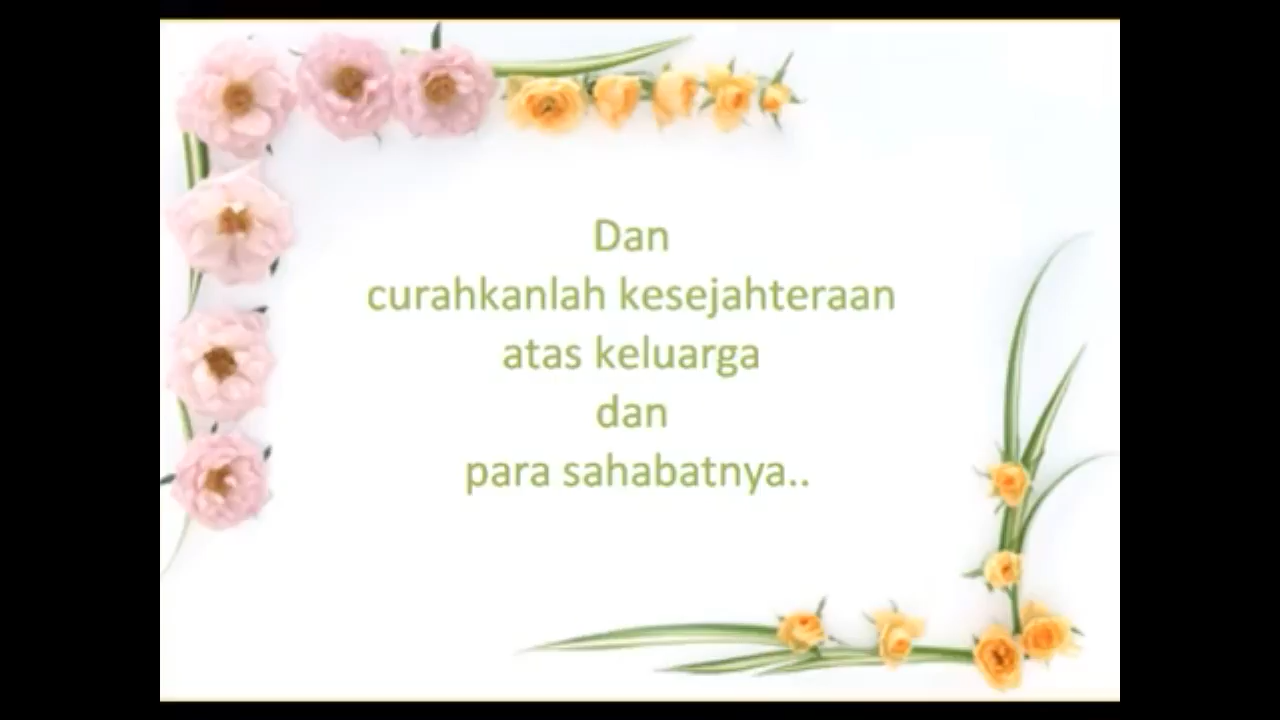 Dan
curahkanlah kesejahteraan
atas keluarga
dan
para sahabatnya..